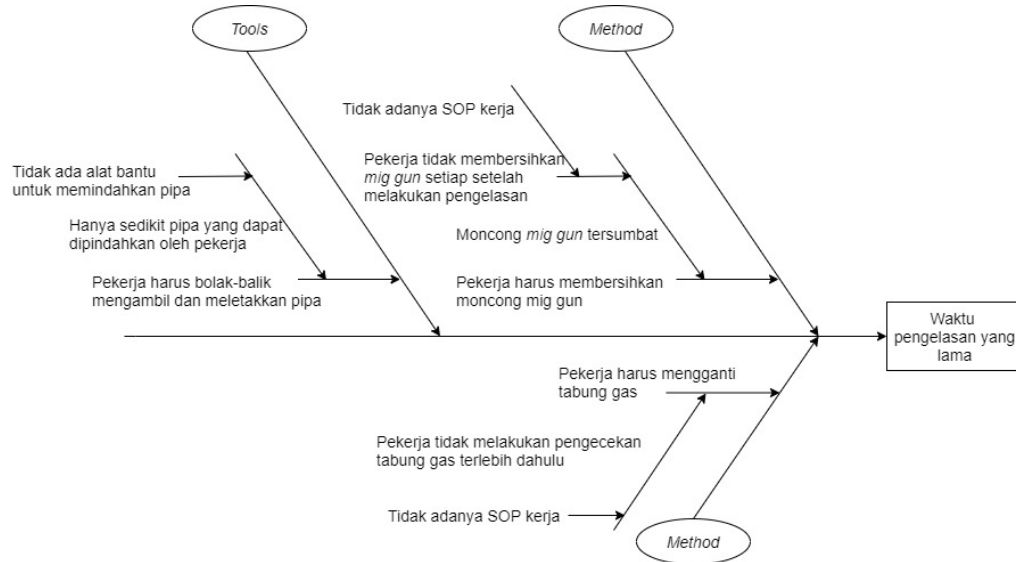 Tools
Method
Tidak adanya SOP kerja
Tidak ada alat bantu
untuk memindahkan pipa
Pekerja tidak membersihkan
mig gun setiap setelah
melakukan pengelasan
Hanya sedikit pipa yang dapat
dipindahkan oleh pekerja
Moncong mig gun tersumbat
Pekerja harus bolak-balik
mengambil dan meletakkan pipa
Pekerja harus membersihkan
moncong mig gun
Waktu
pengelasan yang
lama
Pekerja harus mengganti
tabung gas
Pekerja tidak melakukan pengecekan
tabung gas terlebih dahulu
Tidak adanya SOP kerja
Method